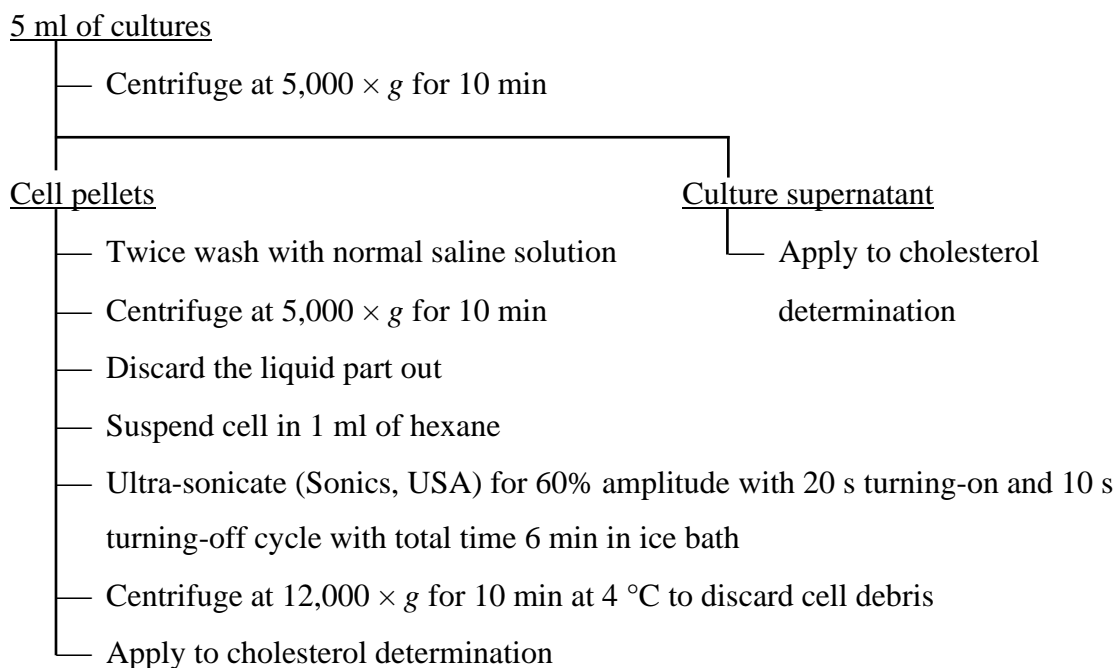 5 ml of cultures
Centrifuge at 5,000 × g for 10 min
Cell pellets
Culture supernatant
Twice wash with normal saline solution
Apply to cholesterol
Centrifuge at 5,000 × g for 10 min
determination
Discard the liquid part out
Suspend cell in 1 ml of hexane
Ultra-sonicate (Sonics, USA) for 60% amplitude with 20 s turning-on and 10 s
turning-off cycle with total time 6 min in ice bath
Centrifuge at 12,000 × g for 10 min at 4 °C to discard cell debris
Apply to cholesterol determination